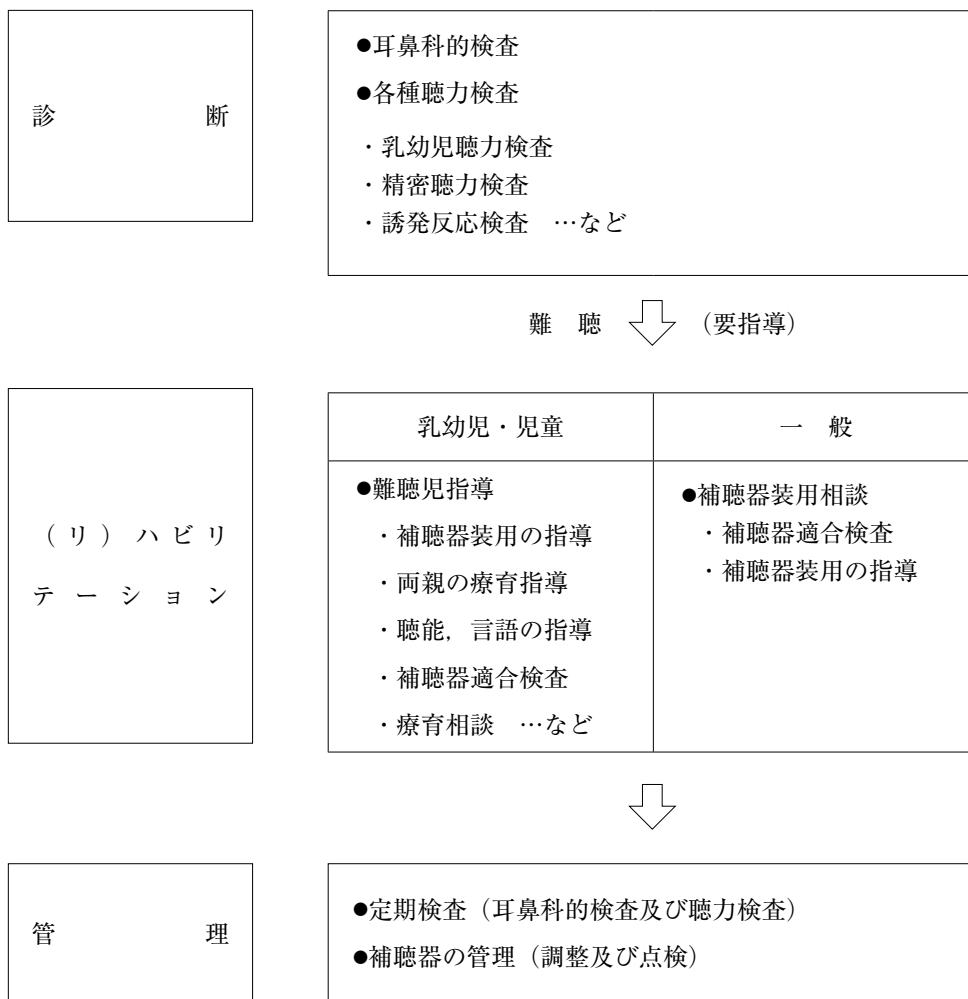 診断
●耳鼻科的検査
●各種聴力検査
・乳幼児聴力検査
・精密聴力検査
・誘発反応検査　…など
難　聴　（要指導）
（リ）ハビリ
テーション
乳幼児・児童
●難聴児指導
・補聴器装用の指導
・両親の療育指導
・聴能，言語の指導
・補聴器適合検査
・療育相談　…など
一　般
●補聴器装用相談
・補聴器適合検査
・補聴器装用の指導
管理
●定期検査（耳鼻科的検査及び聴力検査）
●補聴器の管理（調整及び点検）